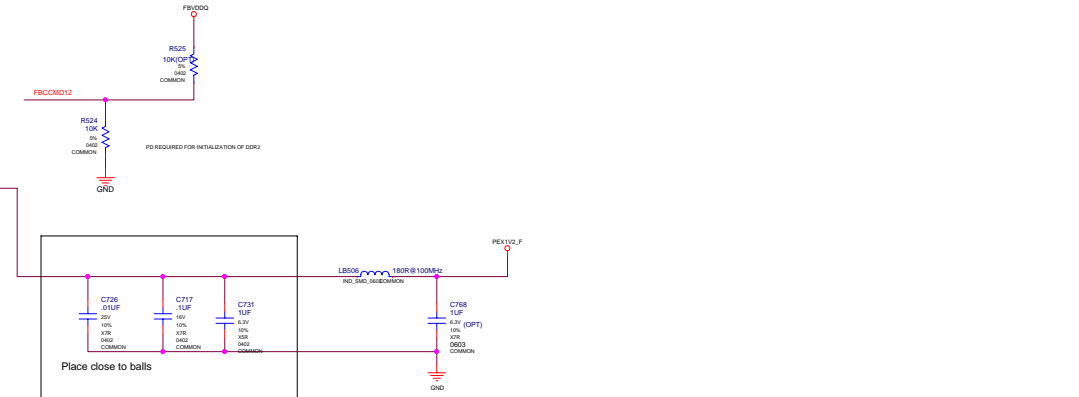 FBVDDQ
R525
10K(OPT)
5%
0402
COMMON
FBCCMD12
R524
10K
5%
0402
COMMON
PD REQUIRED FOR INITIALIZATION OF DDR2
GND
PEX1V2_F
LB506
180R@100MHz
IND_SMD_0603
COMMON
C726
.01UF
25V
10%
X7R
0402
COMMON
C717
.1UF
16V
10%
X7R
0402
COMMON
C731
1UF
6.3V
10%
X5R
0402
COMMON
C768
1UF
6.3V
(OPT)
10%
X7R
0603
COMMON
Place close to balls
GND